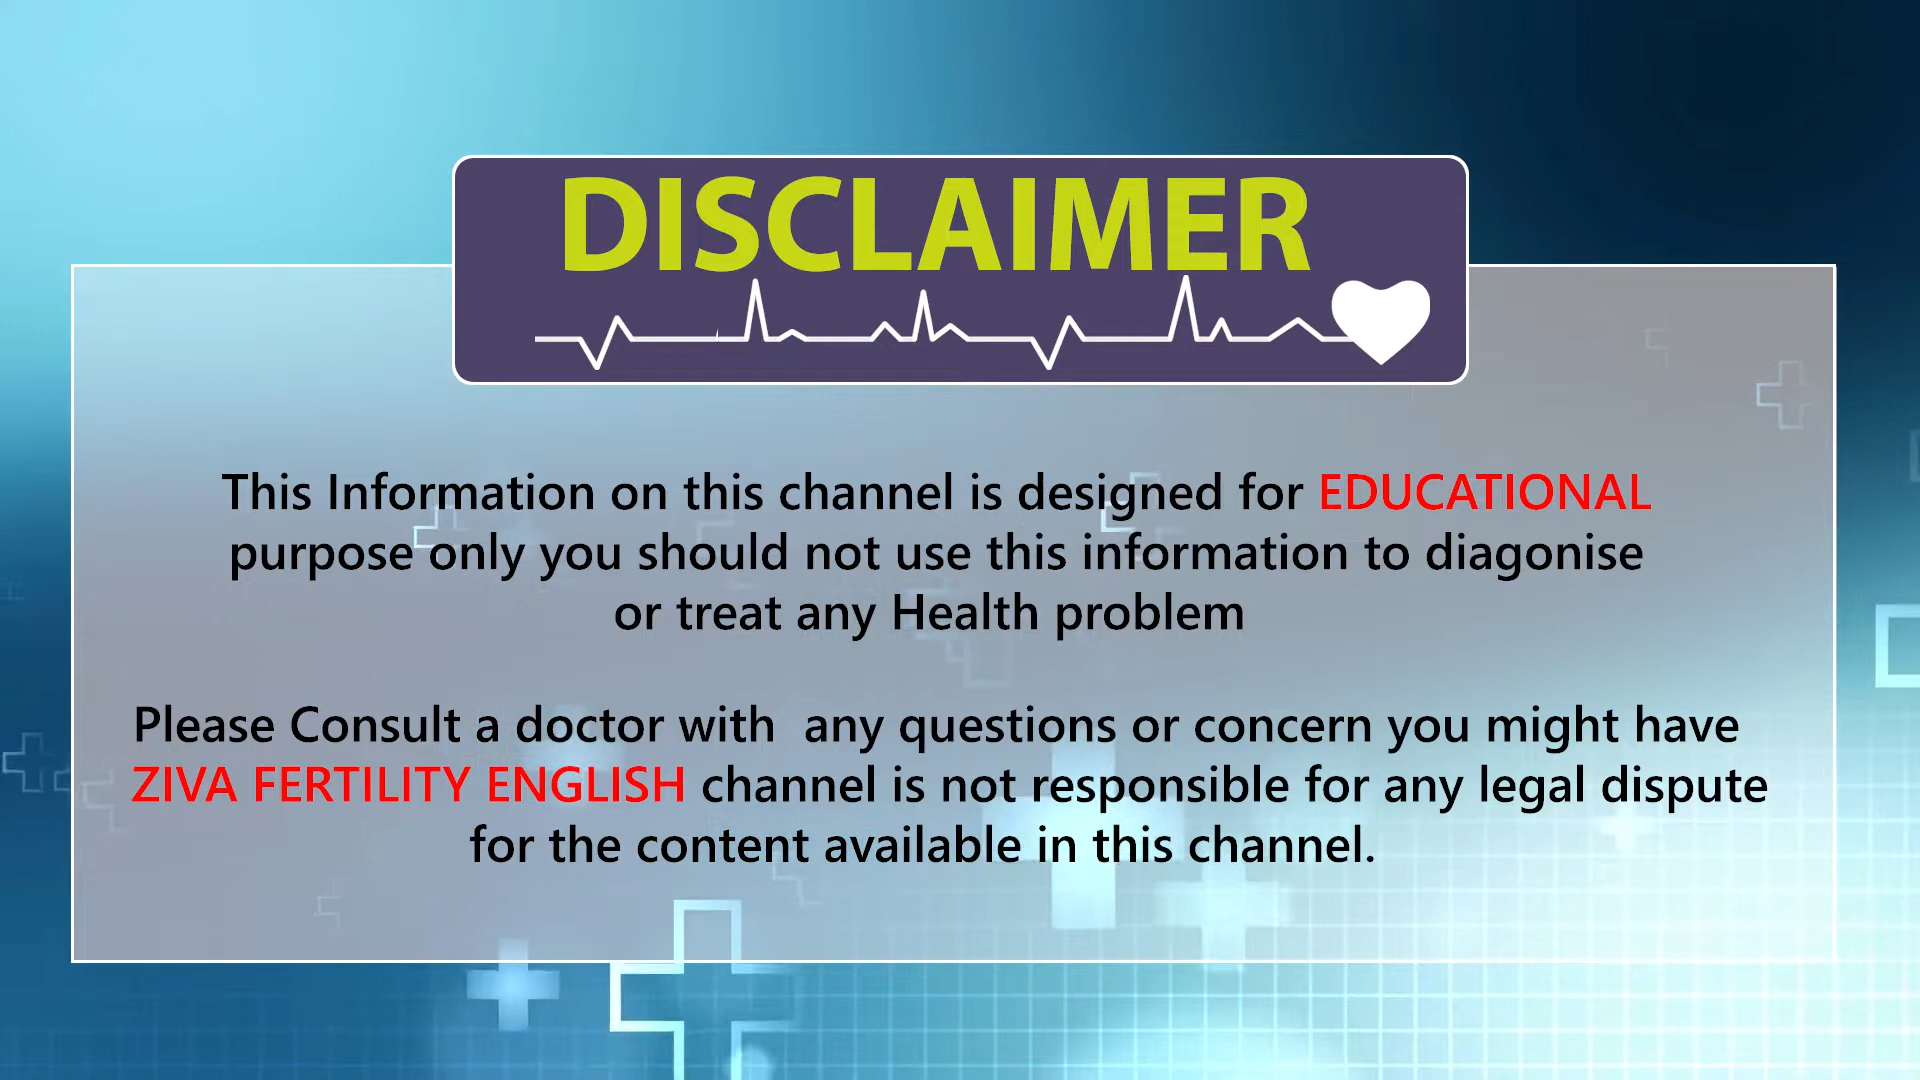 DISCLAIMER
This Information on this channel is designed for EDUCATIONAL
purpose only you should not use this information to diagonise
or treat any Health problem
Please Consult a doctor with  any questions or concern you might have
ZIVA FERTILITY ENGLISH channel is not responsible for any legal dispute
for the content available in this channel.